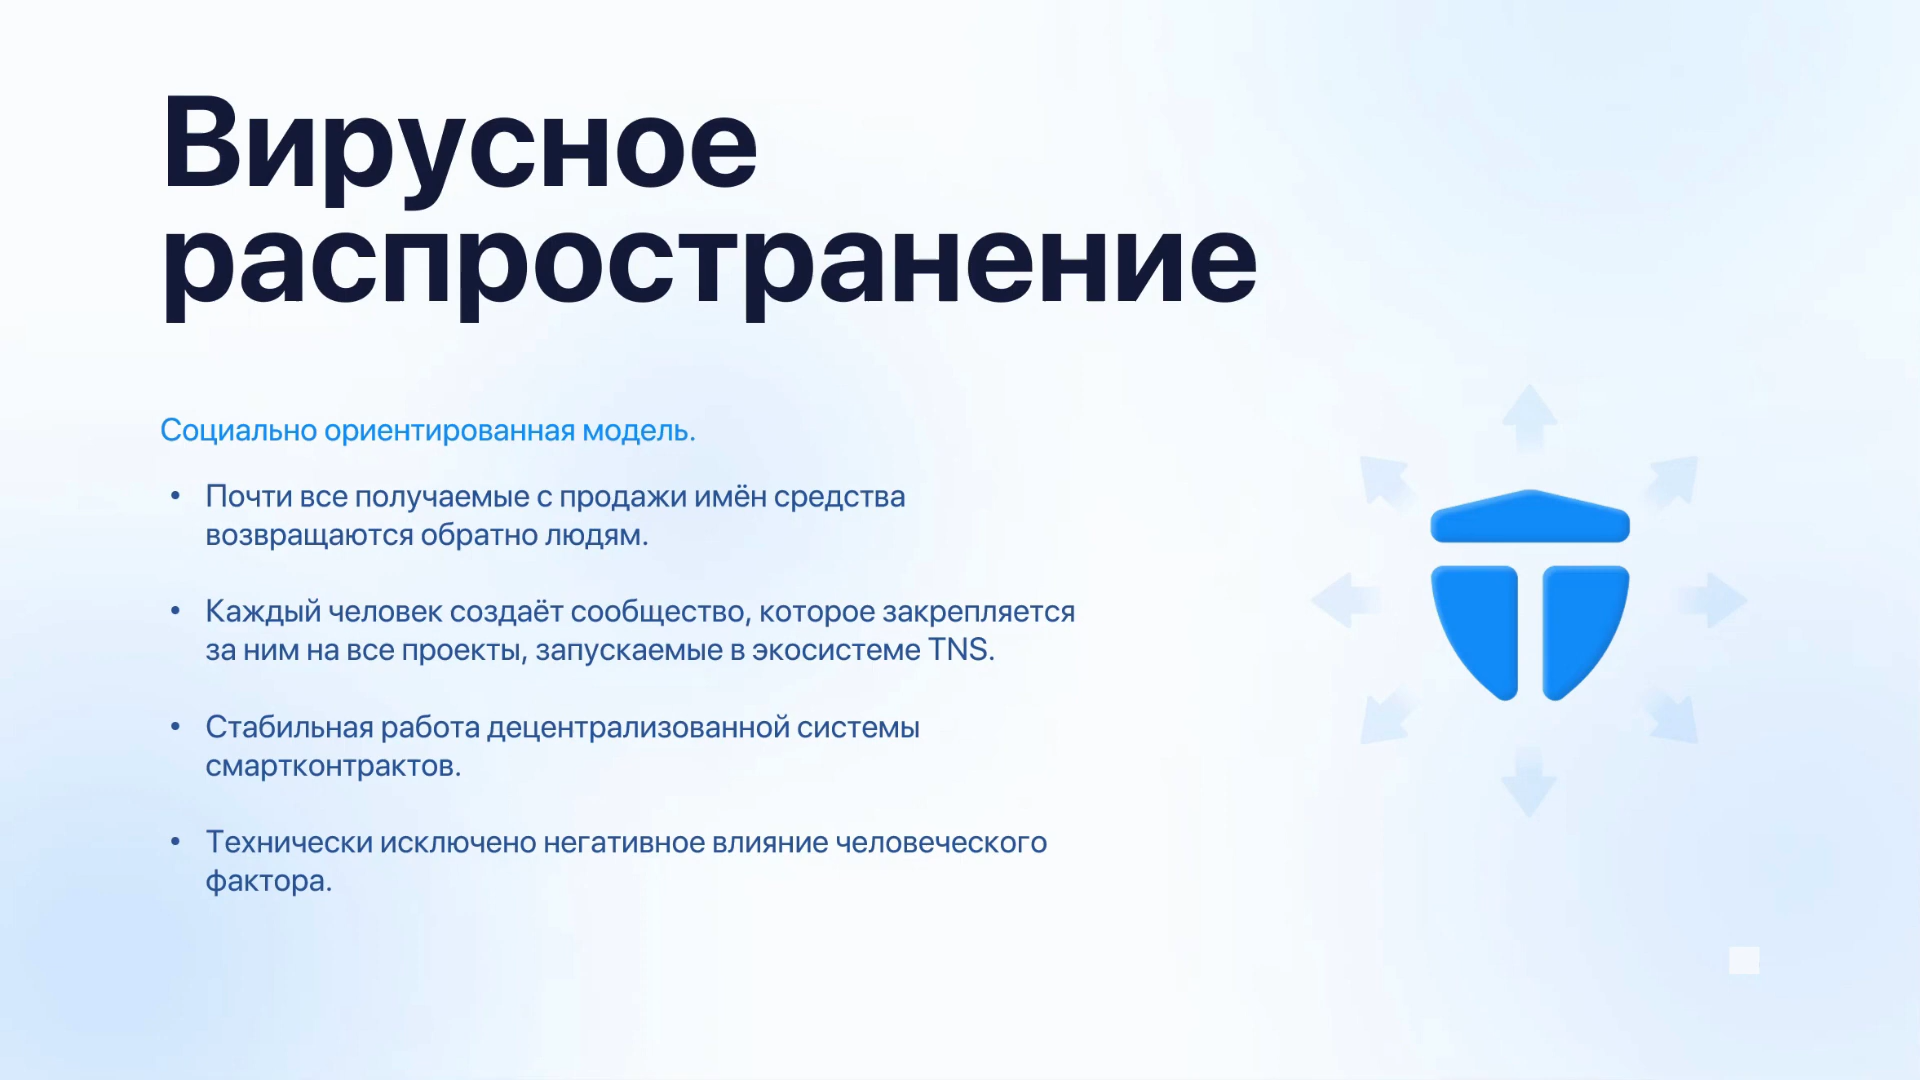 Вирусное
распространение
Социально ориентированная модель.
• Почти все получаемые с продажи имён средства
возвращаются обратно людям.
• Каждый человек создаёт сообщество, которое закрепляется
за ним на все проекты, запускаемые в экосистеме TNS.
• Стабильная работа децентрализованной системы
смартконтрактов.
• Технически исключено негативное влияние человеческого
фактора.